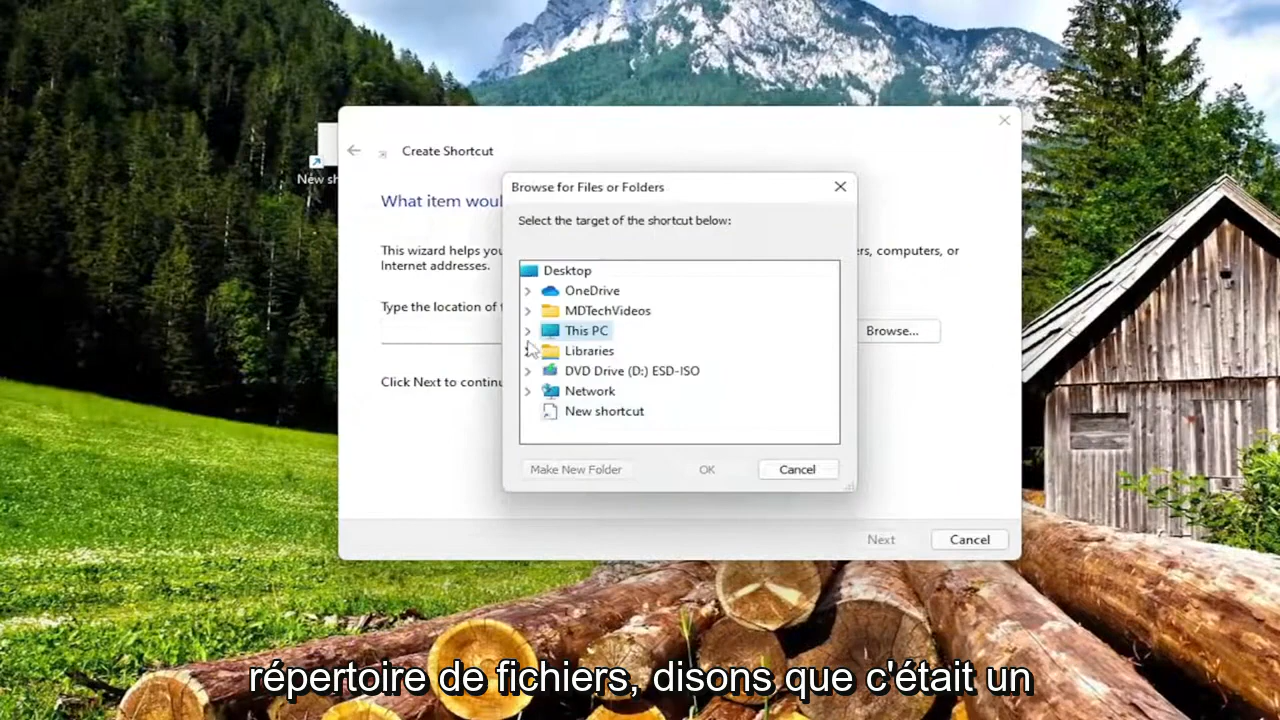 Create Shortcut
New sh
What item woul
This wizard helps you
ers, computers, or
Internet addresses.
Type the location of t
Browse...
Click Next to continu
Browse for Files or Folders
Select the target of the shortcut below:
Desktop
OneDrive
MDTechVideos
This PC
Libraries
DVD Drive (D:) ESD-ISO
Network
New shortcut
Make New Folder
OK
Cancel
Next
Cancel
répertoire de fichiers, disons que c'était un